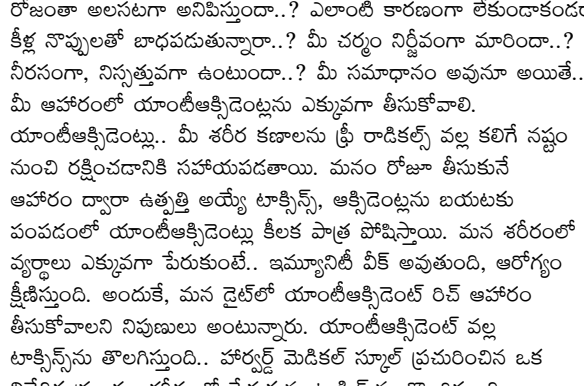 రోజంతా అలసటగా అనిపిస్తుందా..? ఎలాంటి కారణంగా లేకుండాకండ
కీళ్ల నొప్పులతో బాధపడుతున్నారా..? మీ చర్మం నిర్జీవంగా మారిందా..?
నీరసంగా, నిస్సత్తువగా ఉంటుందా..? మీ సమాధానం అవునూ అయితే..
మీ ఆహారంలో యాంటీఆక్సిడెంట్లను ఎక్కువగా తీసుకోవాలి.
యాంటీఆక్సిడెంట్లు.. మీ శరీర కణాలను ఫ్రీ రాడికల్స్ వల్ల కలిగే నష్టం
నుంచి రక్షించడానికి సహాయపడతాయి. మనం రోజూ తీసుకునే
ఆహారం ద్వారా ఉత్పత్తి అయ్యే టాక్సిన్స్, ఆక్సిడెంట్లను బయటకు
పంపడంలో యాంటీఆక్సిడెంట్లు కీలక పాత్ర పోషిస్తాయి. మన శరీరంలో
వ్యర్థాలు ఎక్కువగా పేరుకుంటే.. ఇమ్యూనిటీ వీక్ అవుతుంది, ఆరోగ్యం
క్షీణిస్తుంది. అందుకే, మన డైట్‌లో యాంటీఆక్సిడెంట్ రిచ్ ఆహారం
తీసుకోవాలని నిపుణులు అంటున్నారు. యాంటీఆక్సిడెంట్ వల్ల
టాక్సిన్స్‌ను తొలగిస్తుంది.. హార్వర్డ్ మెడికల్ స్కూల్ ప్రచురించిన ఒక